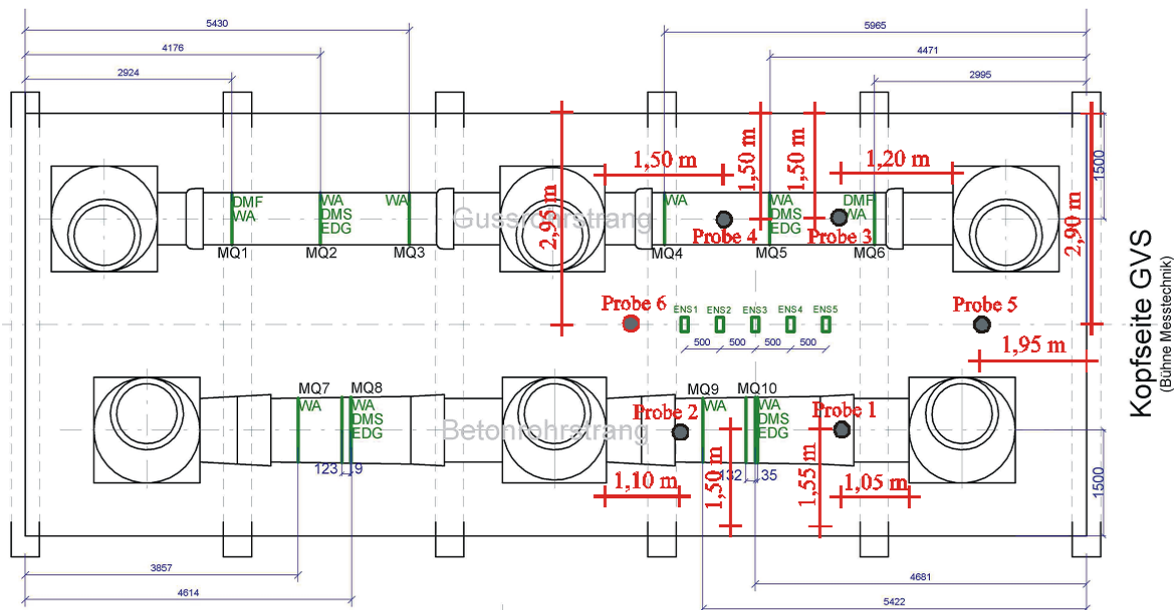 5430
4176
2924
5965
4471
2995
1,50 m
1,50 m
1,50 m
1,20 m
1500
2,95 m
2,90 m
DMF
WA
WA
DMS
EDG
WA
Gussrohrstrang
WA
WA
DMS
EDG
DMF
WA
MQ1
MQ2
MQ3
MQ4
Probe 4
MQ5
Probe 3
MQ6
Probe 6
ENS1
ENS2
ENS3
ENS4
ENS5
Probe 5
500
500
500
500
1,95 m
Kopfseite GVS
(Bühne Messtechnik)
MQ7
MQ8
WA
WA
DMS
EDG
Betonrohrstrang
MQ9
MQ10
WA
WA
DMS
EDG
Probe 2
Probe 1
123
9
1,10 m
1,50 m
132
35
1,55 m
1,05 m
1500
3857
4614
4681
5422